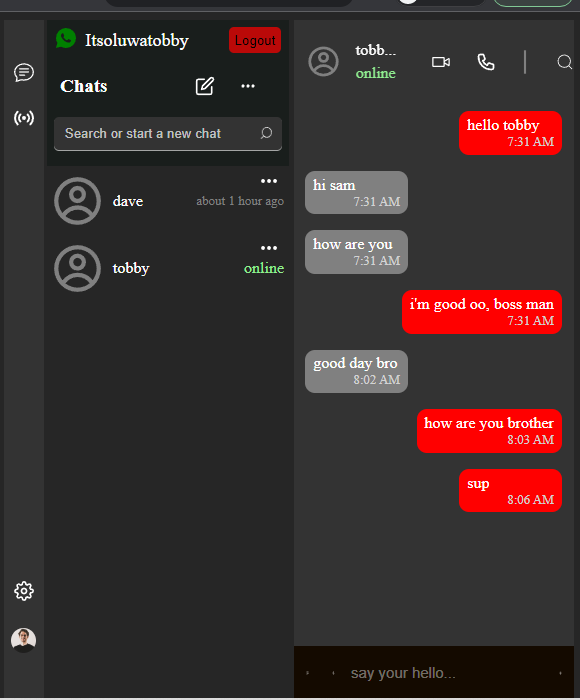 Itsoluwatobby
Logout
Chats
Search or start a new chat
dave
about 1 hour ago
tobby
online
tobb...
online
hello tobby
7:31 AM
hi sam
7:31 AM
how are you
7:31 AM
i'm good oo, boss man
7:31 AM
good day bro
8:02 AM
how are you brother
8:03 AM
sup
8:06 AM
say your hello...